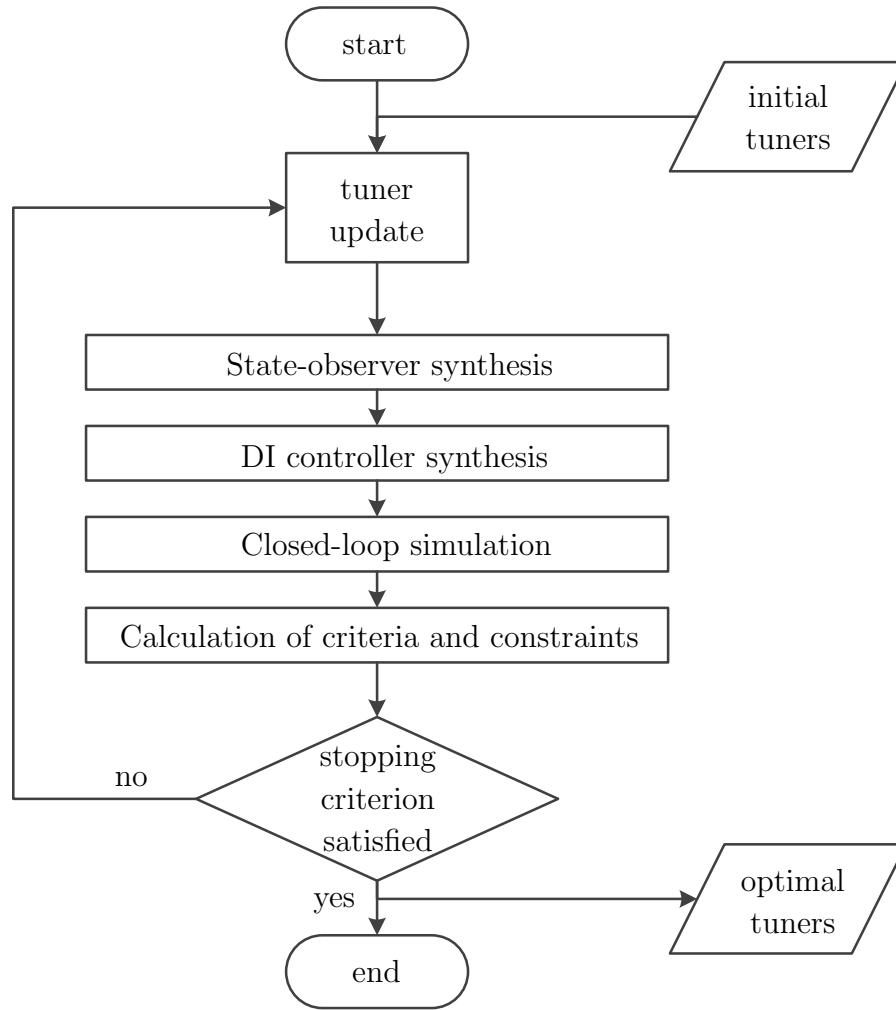 start
initial
tuners
tuner
update
State-observer synthesis
DI controller synthesis
Closed-loop simulation
Calculation of criteria and constraints
no
stopping
criterion
satisfied
yes
optimal
tuners
end